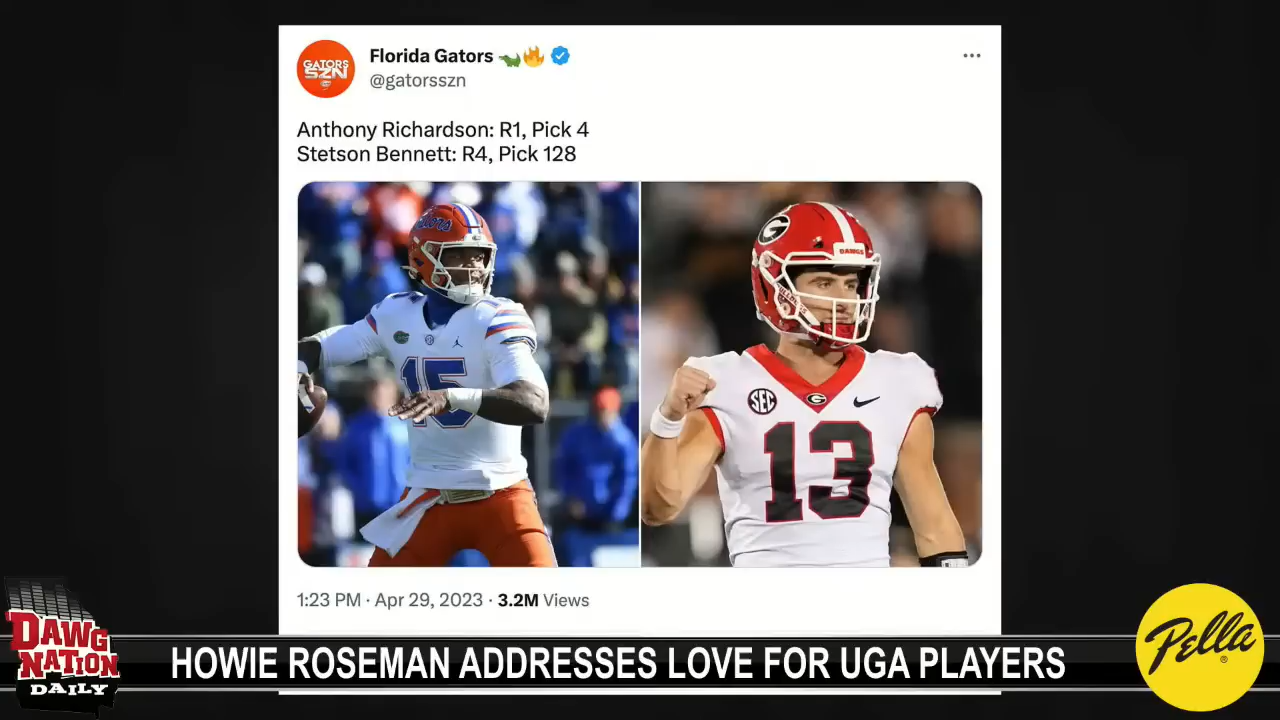 GATORS
SZN
Florida Gators 🐊🔥
@gatorsszn
Anthony Richardson: R1, Pick 4
Stetson Bennett: R4, Pick 128
Gators
15
G
DAWGS
SEC
G
13
1:23 PM · Apr 29, 2023 · 3.2M Views
DAWG
NATION
DAILY
HOWIE ROSEMAN ADDRESSES LOVE FOR UGA PLAYERS
Pella